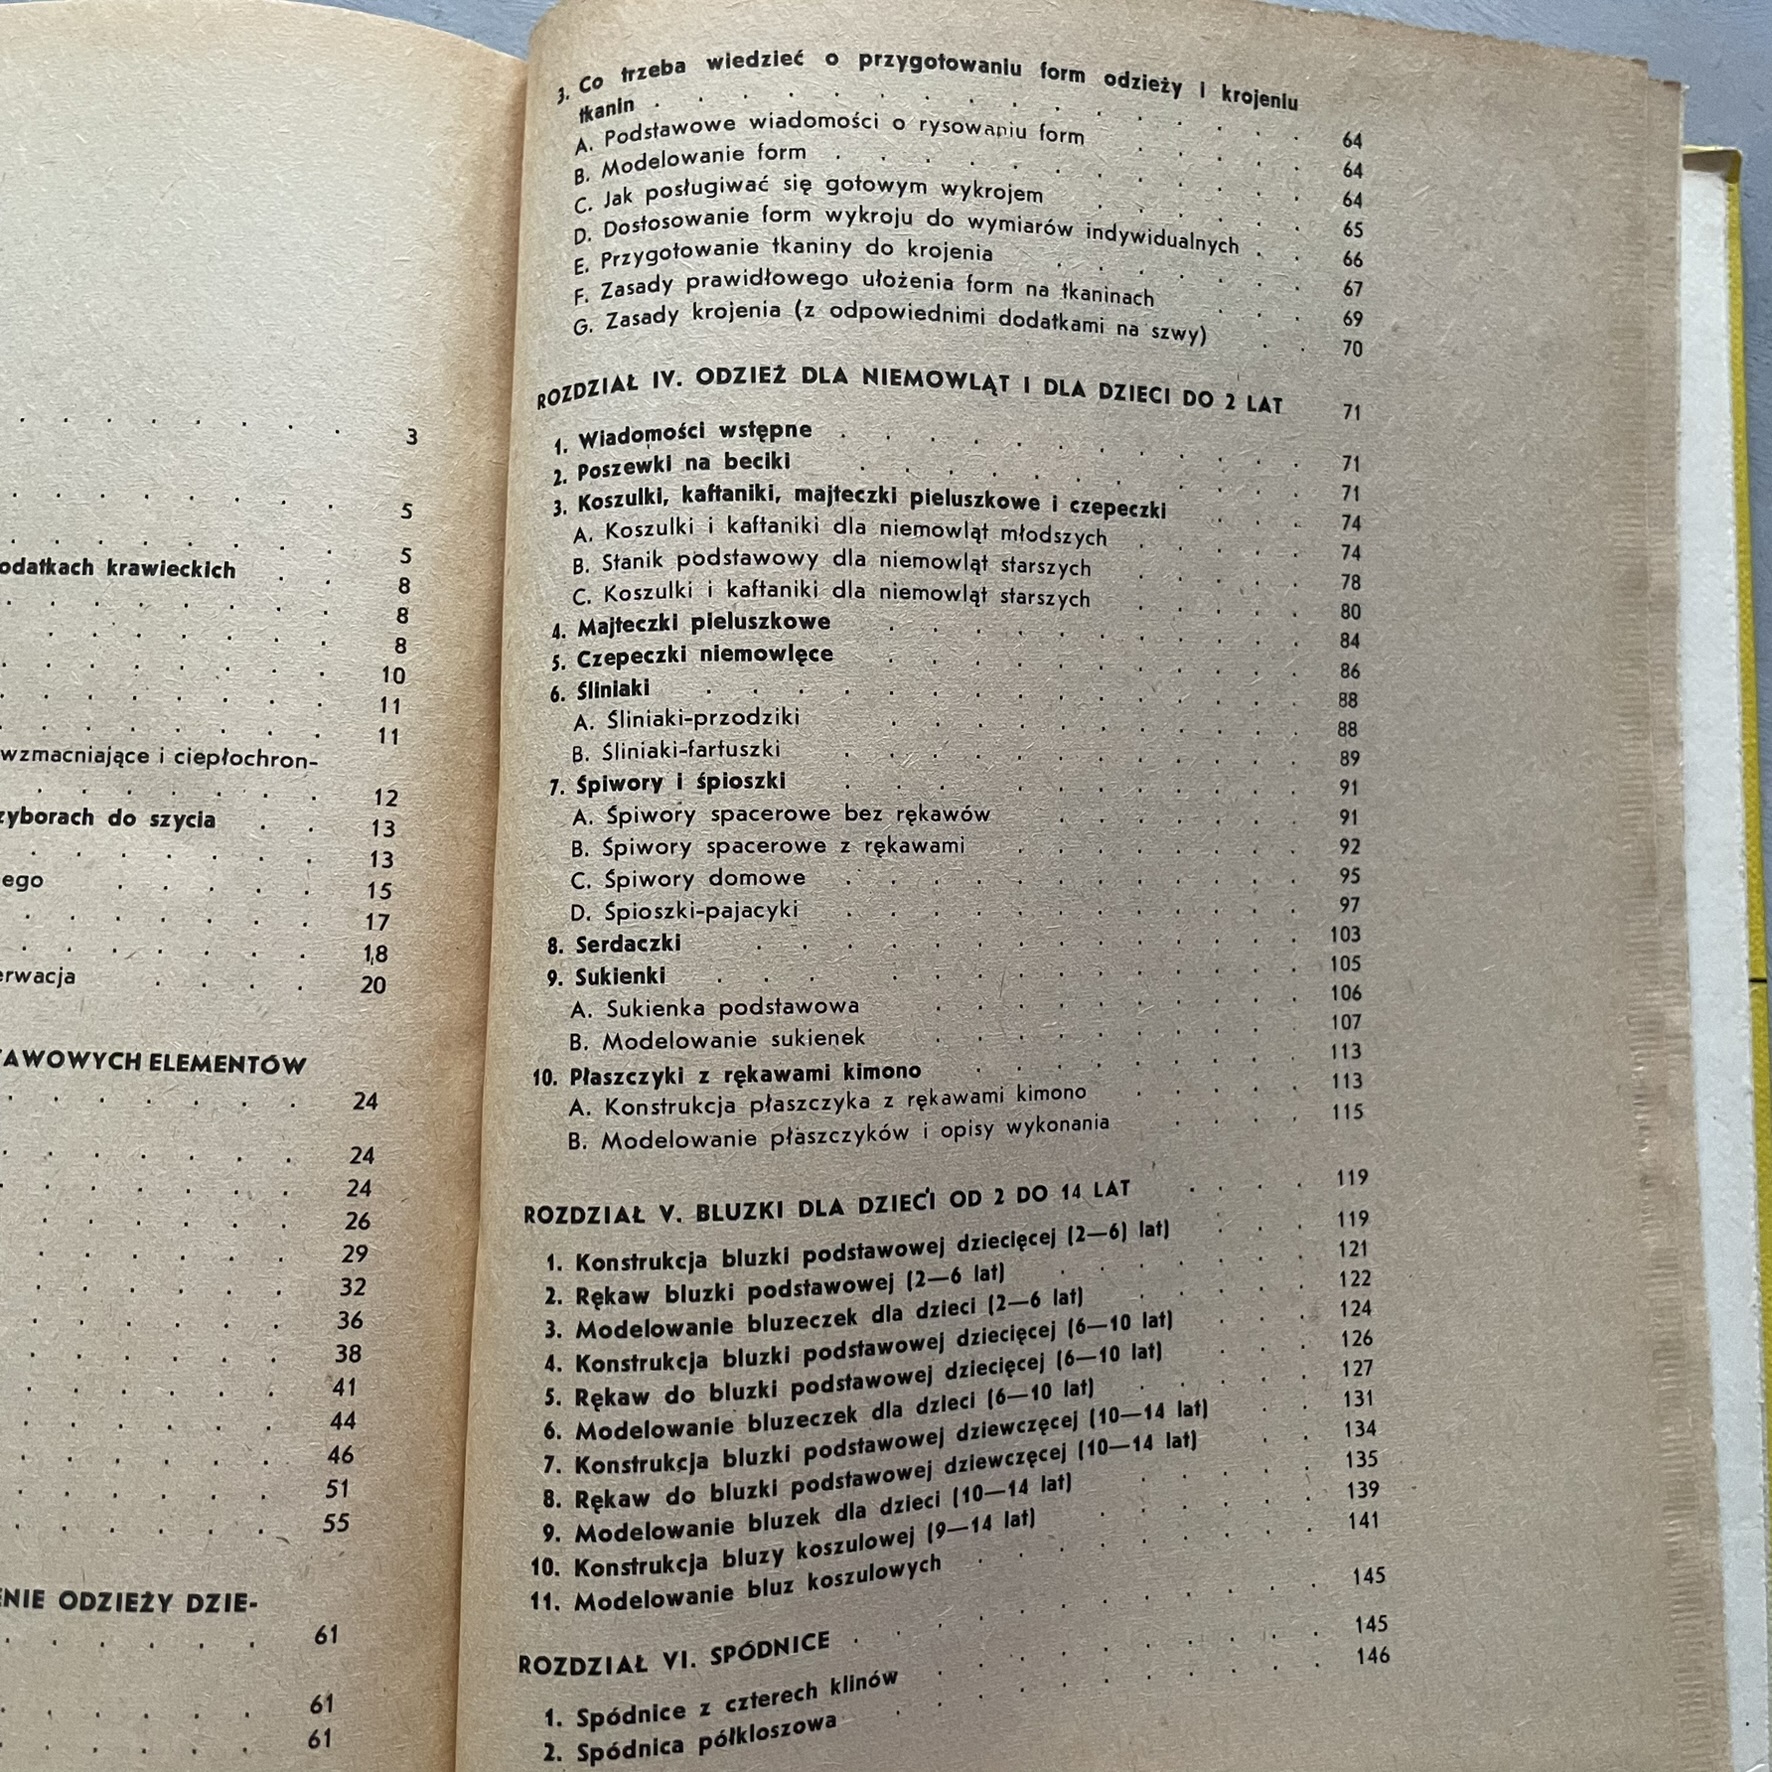 3
5
5
odatkach krawieckich 8
8
8
10
11
11
wzmacniające i ciepłochron-
12
zyborach do szycia 13
13
ego 15
17
18
erwacja 20
TAWOWYCH ELEMENTÓW
24
24
24
26
29
32
36
38
41
44
46
51
55
ENIE ODZIEŻY DZIE-
61
61
61
3. Co trzeba wiedzieć o przygotowaniu form odzieży i krojeniu
tkanin . . . 64
A. Podstawowe wiadomości o rysowaniu form . . . 64
B. Modelowanie form . . . 64
C. Jak posługiwać się gotowym wykrojem . . . 65
D. Dostosowanie form wykroju do wymiarów indywidualnych . . 66
E. Przygotowanie tkaniny do krojenia . . . 67
F. Zasady prawidłowego ułożenia form na tkaninach . . . 69
G. Zasady krojenia (z odpowiednimi dodatkami na szwy) . . 70
ROZDZIAŁ IV. ODZIEŻ DLA NIEMOWLĄT I DLA DZIECI DO 2 LAT 71
1. Wiadomości wstępne . . . 71
2. Poszewki na beciki . . . 71
3. Koszulki, kaftaniki, majteczki pieluszkowe i czepeczki . . . 74
A. Koszulki i kaftaniki dla niemowląt młodszych . . . 74
B. Stanik podstawowy dla niemowląt starszych . . . 78
C. Koszulki i kaftaniki dla niemowląt starszych . . . 80
4. Majteczki pieluszkowe . . . 84
5. Czepeczki niemowlęce . . . 86
6. Śliniaki . . . 88
A. Śliniaki-przodziki . . . 88
B. Śliniaki-fartuszki . . . 89
7. Śpiwory i śpioszki . . . 91
A. Śpiwory spacerowe bez rękawów . . . 91
B. Śpiwory spacerowe z rękawami . . . 92
C. Śpiwory domowe . . . 95
D. Śpioszki-pajacyki . . . 97
8. Serdaczki . . . 103
9. Sukienki . . . 105
A. Sukienka podstawowa . . . 106
B. Modelowanie sukienek . . . 107
10. Płaszczyki z rękawami kimono . . . 113
A. Konstrukcja płaszczyka z rękawami kimono . . . 113
B. Modelowanie płaszczyków i opisy wykonania . . . 115
ROZDZIAŁ V. BLUZKI DLA DZIECI OD 2 DO 14 LAT . . . 119
1. Konstrukcja bluzki podstawowej dziecięcej (2—6) lat) . . . 119
2. Rękaw bluzki podstawowej (2—6 lat) . . . 121
3. Modelowanie bluzeczek dla dzieci (2—6 lat) . . . 122
4. Konstrukcja bluzki podstawowej dziecięcej (6—10 lat) . . . 124
5. Rękaw do bluzki podstawowej dziecięcej (6—10 lat) . . . 126
6. Modelowanie bluzeczek dla dzieci (6—10 lat) . . . 127
7. Konstrukcja bluzki podstawowej dziewczęcej (10—14 lat) . . 131
8. Rękaw do bluzki podstawowej dziewczęcej (10—14 lat) . . 134
9. Modelowanie bluzek dla dzieci (10—14 lat) . . . 135
10. Konstrukcja bluzy koszulowej (9—14 lat) . . . 139
11. Modelowanie bluz koszulowych . . . 141
ROZDZIAŁ VI. SPÓDNICE . . . 145
1. Spódnice z czterech klinów . . . 145
2. Spódnica półkloszowa . . . 146